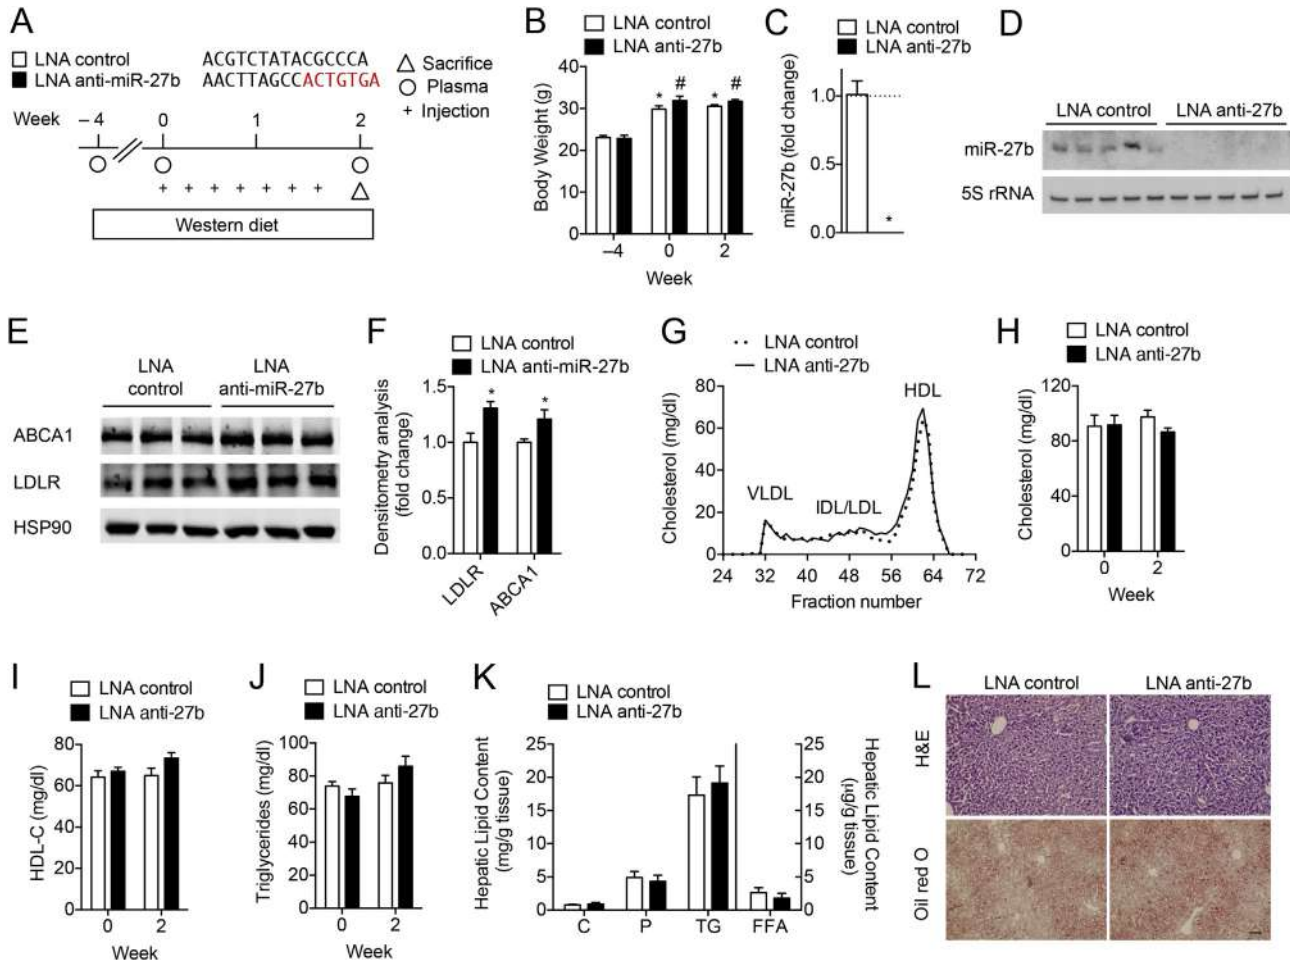 A
LNA control
ACGTCTATACGCCCA
LNA anti-miR-27b
AACTTAGCCACTGTGA
Sacrifice
Plasma
+ Injection
Week
–4
0
1
2
+ + + + + + +
Western diet
B
LNA control
LNA anti-27b
Body Weight (g)
40
30
20
10
0
* # * #
–4 0 2
Week
C
LNA control
LNA anti-27b
miR-27b (fold change)
1.0
0.5
0.0
*
D
LNA control LNA anti-27b
miR-27b
5S rRNA
E
LNA
control
LNA
anti-miR-27b
ABCA1
LDLR
HSP90
F
LNA control
LNA anti-miR-27b
Densitometry analysis
(fold change)
1.5
1.0
0.5
0.0
* *
LDLR ABCA1
G
LNA control
LNA anti-27b
Cholesterol (mg/dl)
80
60
40
20
0
VLDL
IDL/LDL
HDL
24 32 40 48 56 64 72
Fraction number
H
LNA control
LNA anti-27b
Cholesterol (mg/dl)
120
80
40
0
0 2
Week
I
LNA control
LNA anti-27b
HDL-C (mg/dl)
80
60
40
20
0
0 2
Week
J
LNA control
LNA anti-27b
Triglycerides (mg/dl)
100
80
60
40
20
0
0 2
Week
K
LNA control
LNA anti-27b
Hepatic Lipid Content
(mg/g tissue)
25
20
15
10
5
0
C P TG FFA
25
20
15
10
5
0
Hepatic Lipid Content
(µg/g tissue)
L
LNA control LNA anti-27b
H&E
Oil red O